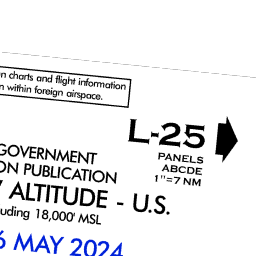 n charts and flight information
n within foreign airspace.
L-25
PANELS
ABCDE
1"=7 NM
GOVERNMENT
ON PUBLICATION
ALTITUDE - U.S.
uding 18,000' MSL
6 MAY 2024